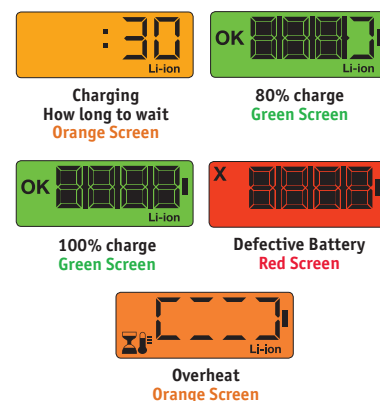 :30
Li-ion
Charging
How long to wait
Orange Screen
OK
Li-ion
80% charge
Green Screen
OK
Li-ion
100% charge
Green Screen
X
Defective Battery
Red Screen
Li-ion
Overheat
Orange Screen